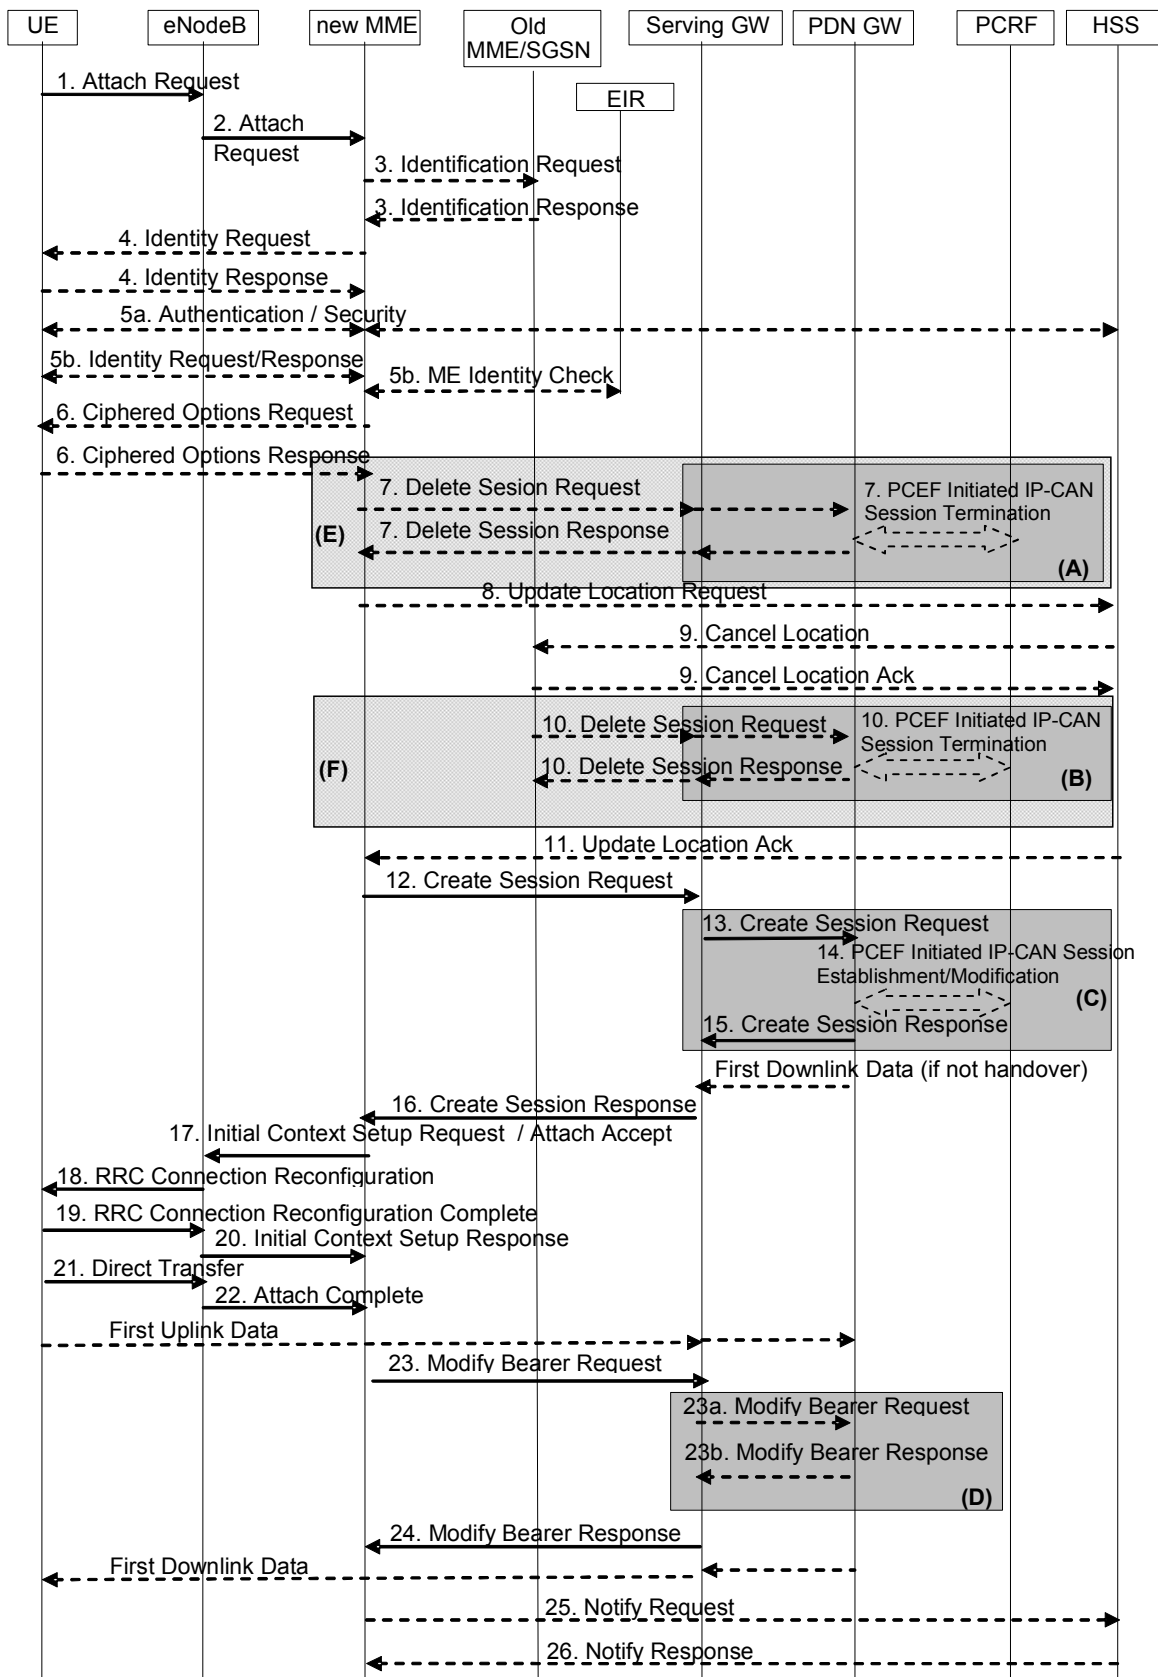 UE
eNodeB
new MME
Old
MME/SGSN
Serving GW
PDN GW
PCRF
HSS
EIR
1. Attach Request
2. Attach
Request
3. Identification Request
3. Identification Response
4. Identity Request
4. Identity Response
5a. Authentication / Security
5b. Identity Request/Response
5b. ME Identity Check
6. Ciphered Options Request
6. Ciphered Options Response
7. Delete Sesion Request
7. PCEF Initiated IP-CAN
Session Termination
7. Delete Session Response
(E)
(A)
8. Update Location Request
9. Cancel Location
9. Cancel Location Ack
10. Delete Session Request
10. PCEF Initiated IP-CAN
Session Termination
10. Delete Session Response
(F)
(B)
11. Update Location Ack
12. Create Session Request
13. Create Session Request
14. PCEF Initiated IP-CAN Session
Establishment/Modification
(C)
15. Create Session Response
First Downlink Data (if not handover)
16. Create Session Response
17. Initial Context Setup Request / Attach Accept
18. RRC Connection Reconfiguration
19. RRC Connection Reconfiguration Complete
20. Initial Context Setup Response
21. Direct Transfer
22. Attach Complete
First Uplink Data
23. Modify Bearer Request
23a. Modify Bearer Request
23b. Modify Bearer Response
(D)
24. Modify Bearer Response
First Downlink Data
25. Notify Request
26. Notify Response